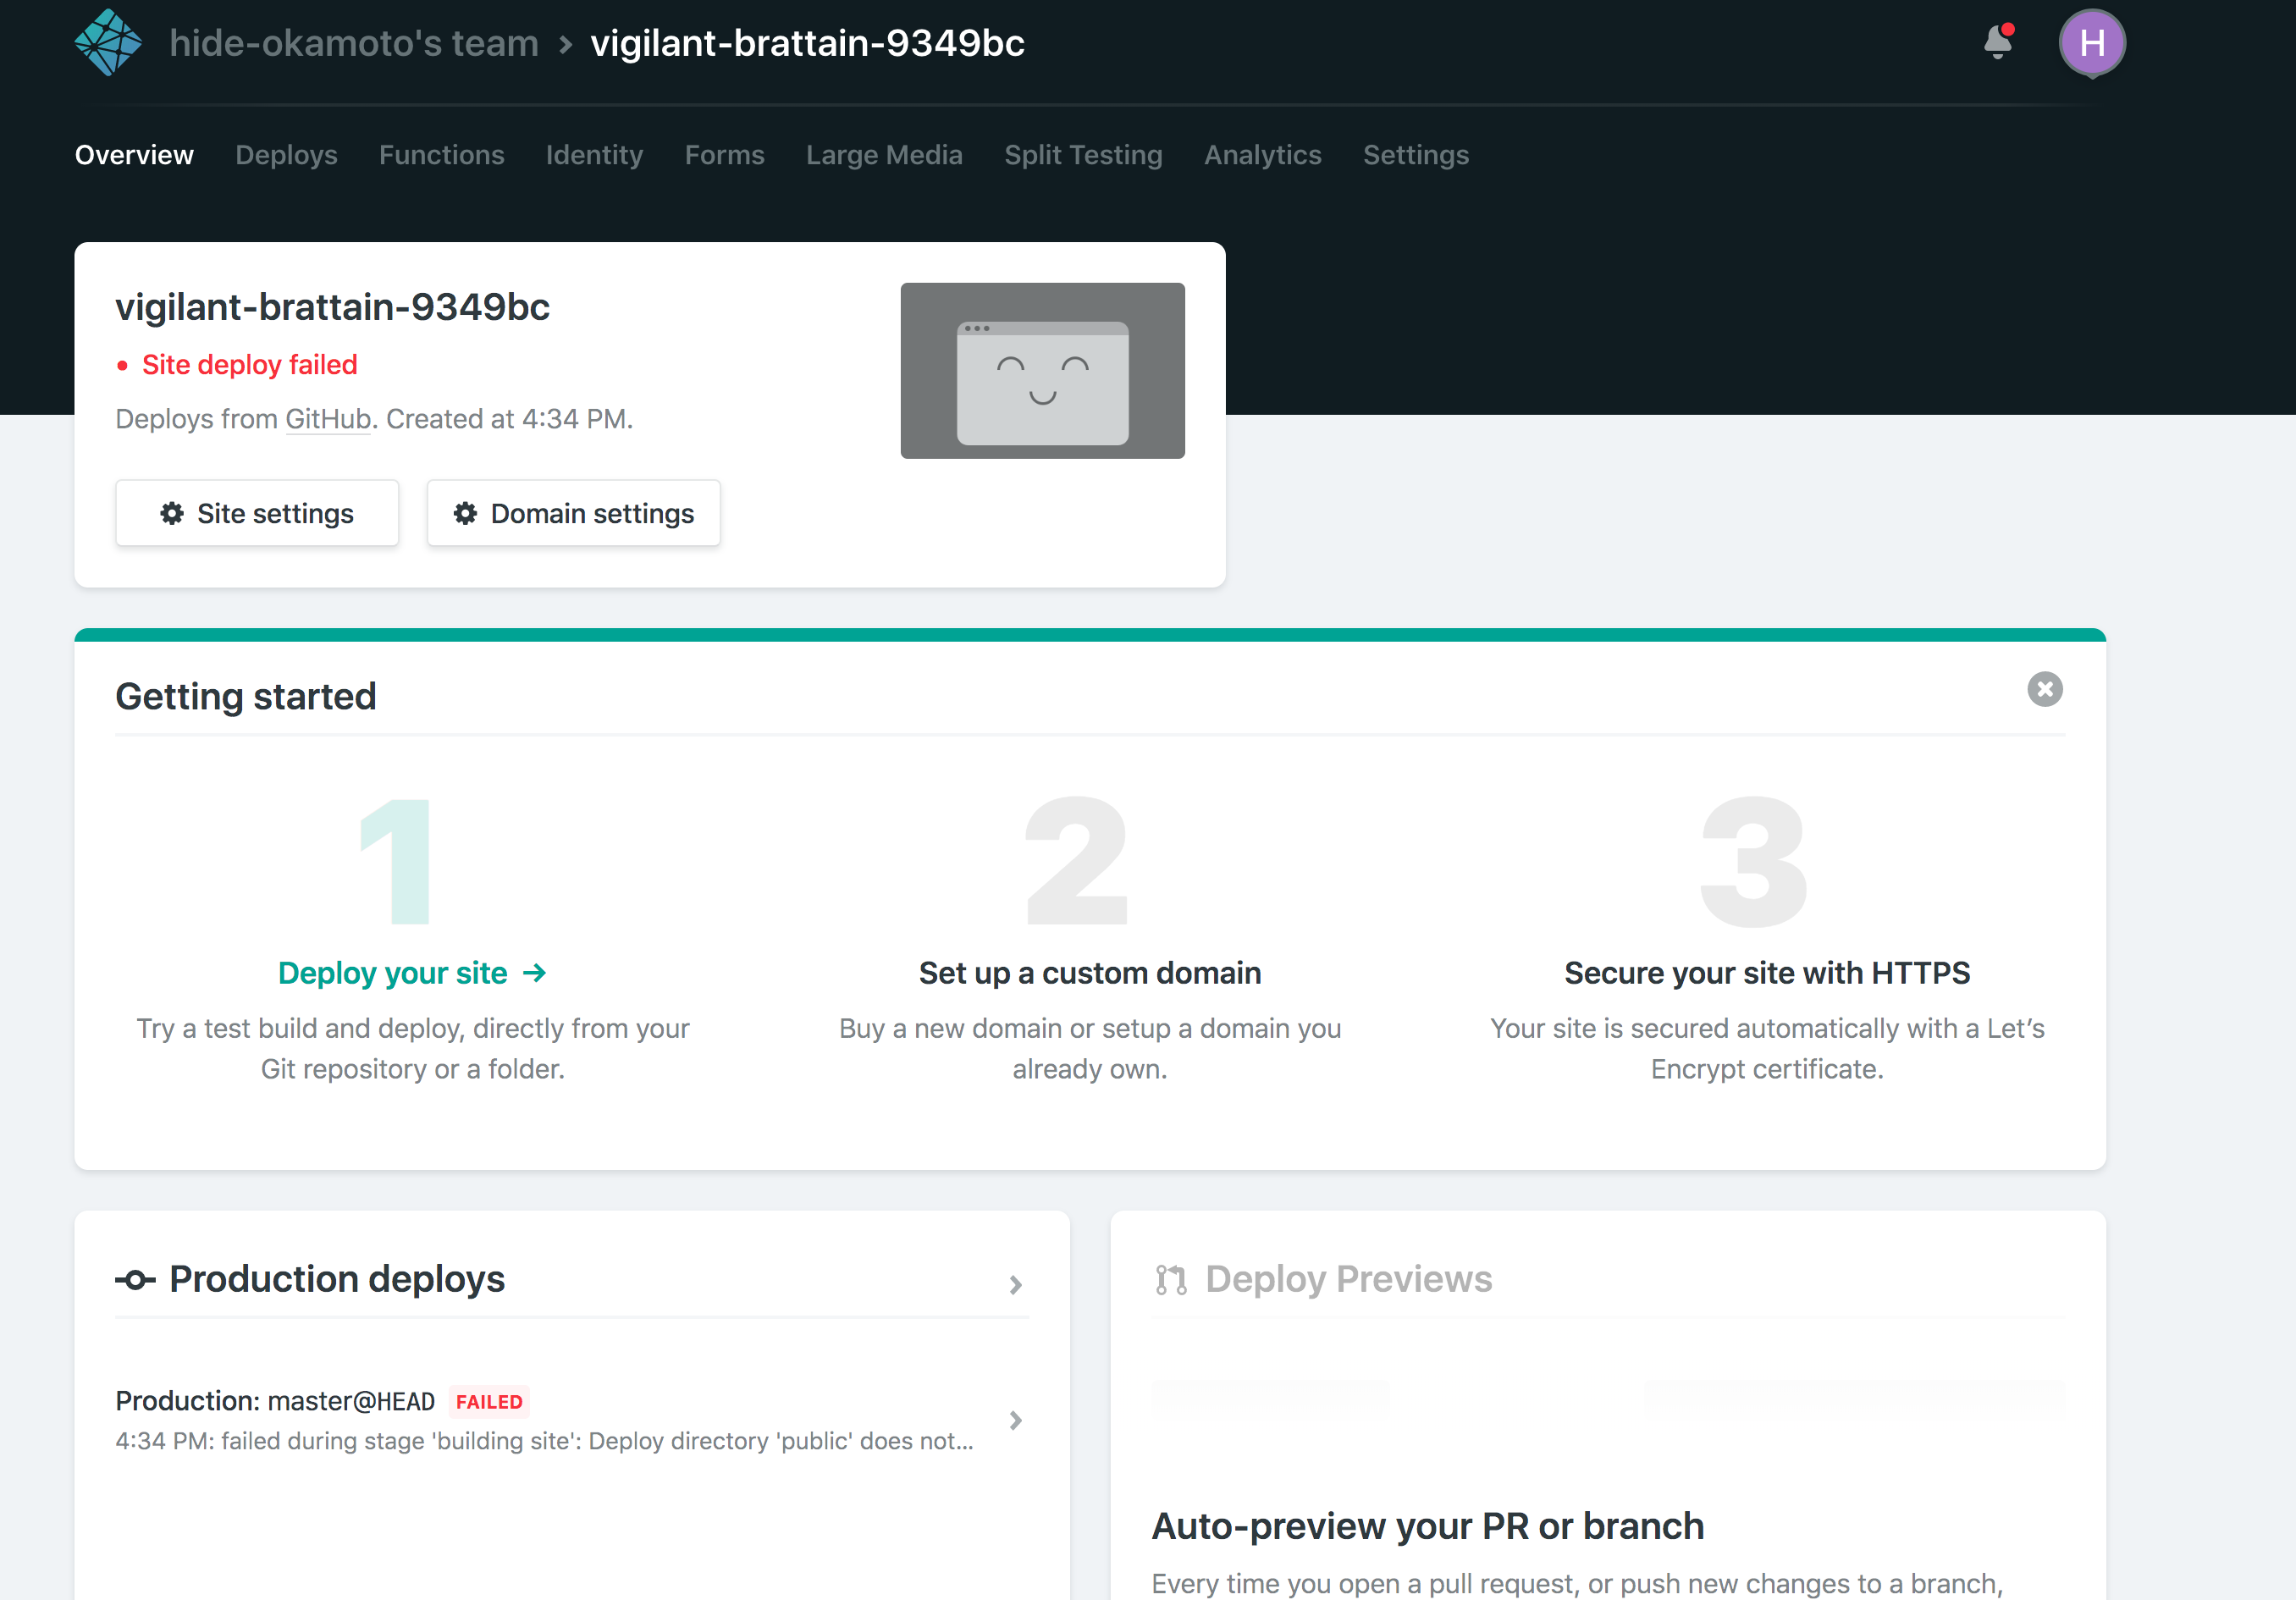 hide-okamoto's team › vigilant-brattain-9349bc
H
Overview Deploys Functions Identity Forms Large Media Split Testing Analytics Settings
vigilant-brattain-9349bc
• Site deploy failed
Deploys from GitHub. Created at 4:34 PM.
Site settings
Domain settings
Getting started
1
Deploy your site →
Try a test build and deploy, directly from your
Git repository or a folder.
2
Set up a custom domain
Buy a new domain or setup a domain you
already own.
3
Secure your site with HTTPS
Your site is secured automatically with a Let’s
Encrypt certificate.
Production deploys
Production: master@HEAD FAILED
4:34 PM: failed during stage 'building site': Deploy directory 'public' does not...
Deploy Previews
Auto-preview your PR or branch
Every time you open a pull request, or push new changes to a branch,